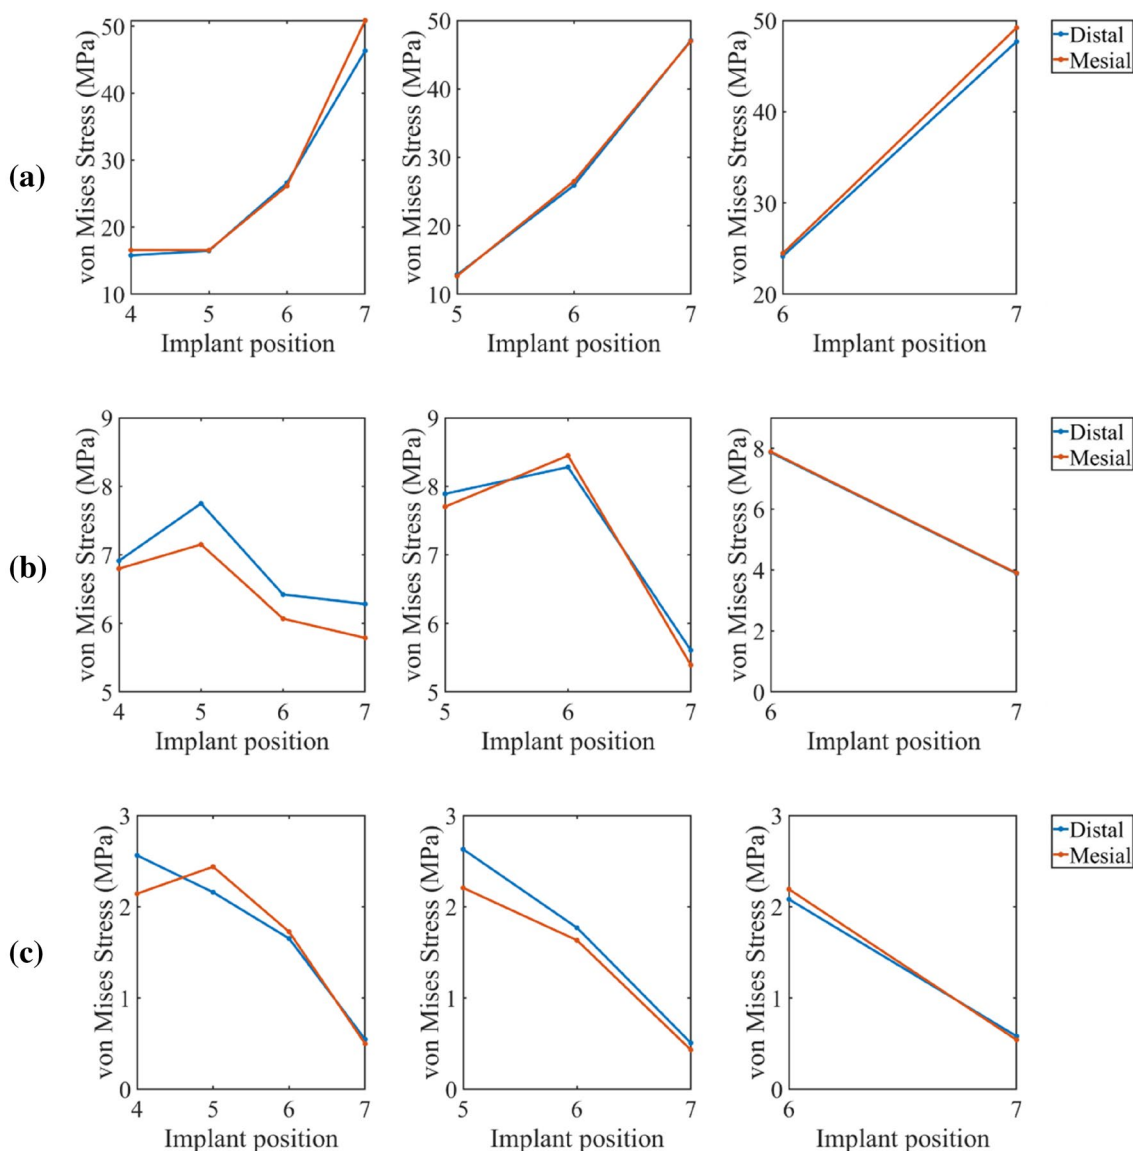 (a)
von Mises Stress (MPa)
50
40
30
20
10
4 5 6 7
Implant position
von Mises Stress (MPa)
50
40
30
20
10
5 6 7
Implant position
von Mises Stress (MPa)
50
40
30
20
6 7
Implant position
Distal
Mesial
(b)
von Mises Stress (MPa)
9
8
7
6
5
4 5 6 7
Implant position
von Mises Stress (MPa)
9
8
7
6
5
5 6 7
Implant position
von Mises Stress (MPa)
8
6
4
2
0
6 7
Implant position
Distal
Mesial
(c)
von Mises Stress (MPa)
3
2
1
0
4 5 6 7
Implant position
von Mises Stress (MPa)
3
2
1
0
5 6 7
Implant position
von Mises Stress (MPa)
3
2
1
0
6 7
Implant position
Distal
Mesial